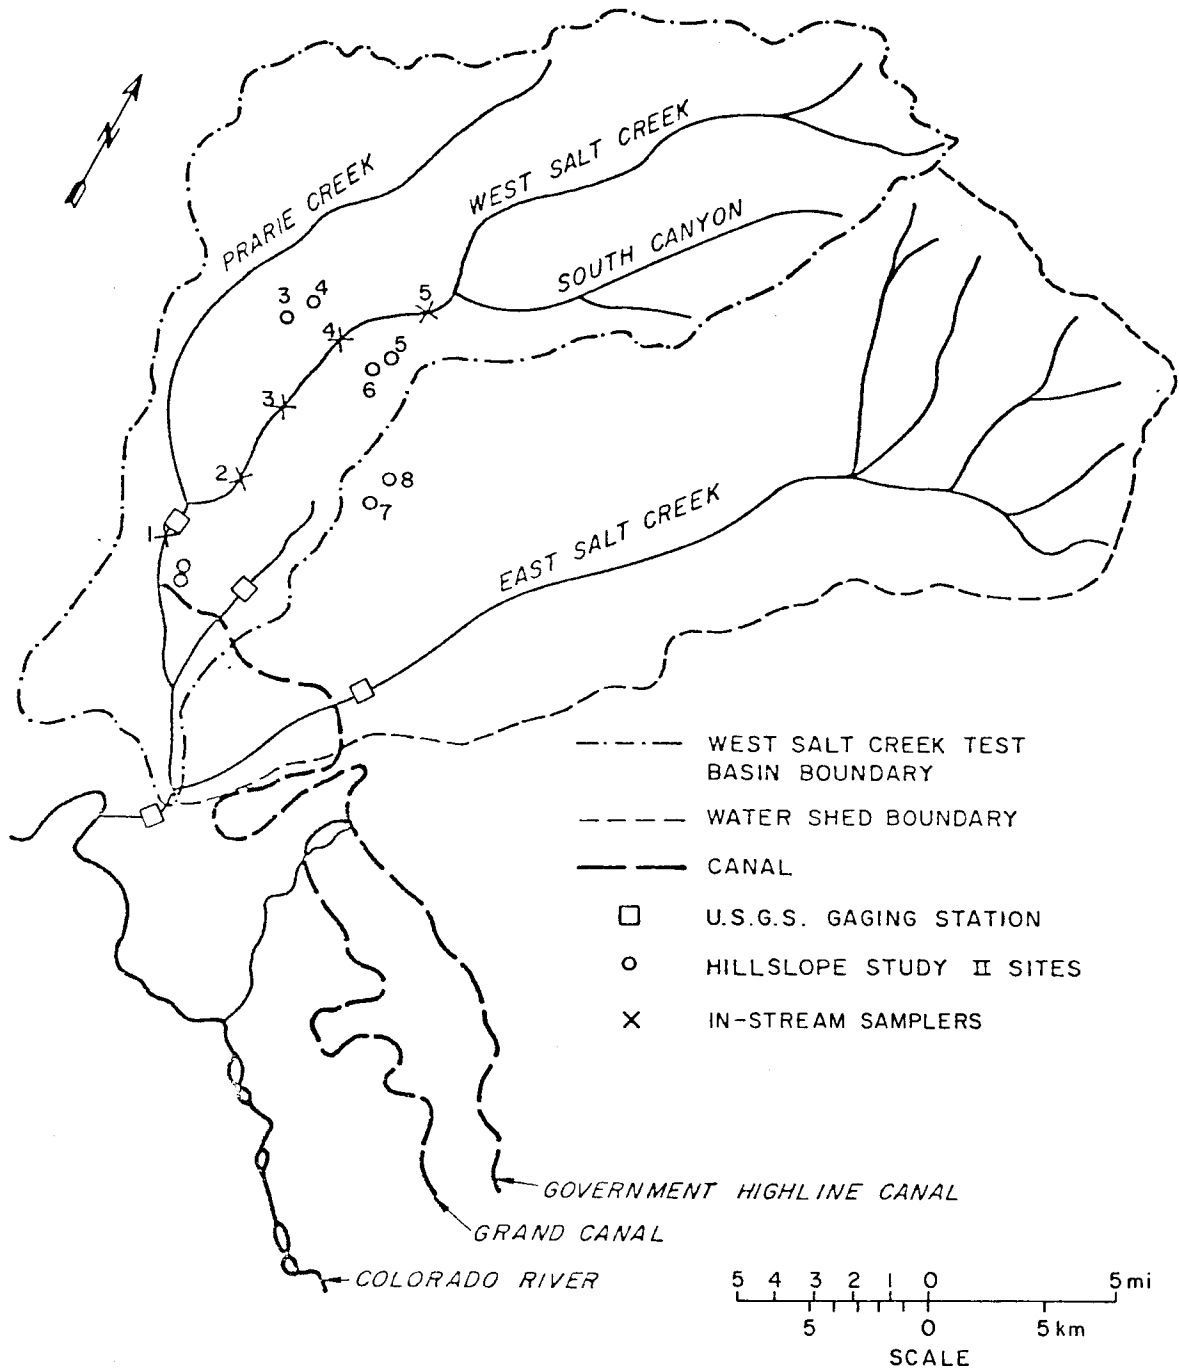 N
PRARIE CREEK
WEST SALT CREEK
SOUTH CANYON
3
4
5
4
5
6
3
2
8
7
1
EAST SALT CREEK
WEST SALT CREEK TEST
BASIN BOUNDARY
WATER SHED BOUNDARY
CANAL
U.S.G.S. GAGING STATION
HILLSLOPE STUDY II SITES
IN-STREAM SAMPLERS
GOVERNMENT HIGHLINE CANAL
GRAND CANAL
COLORADO RIVER
5 4 3 2 1 0 5 mi
5 0 5 km
SCALE